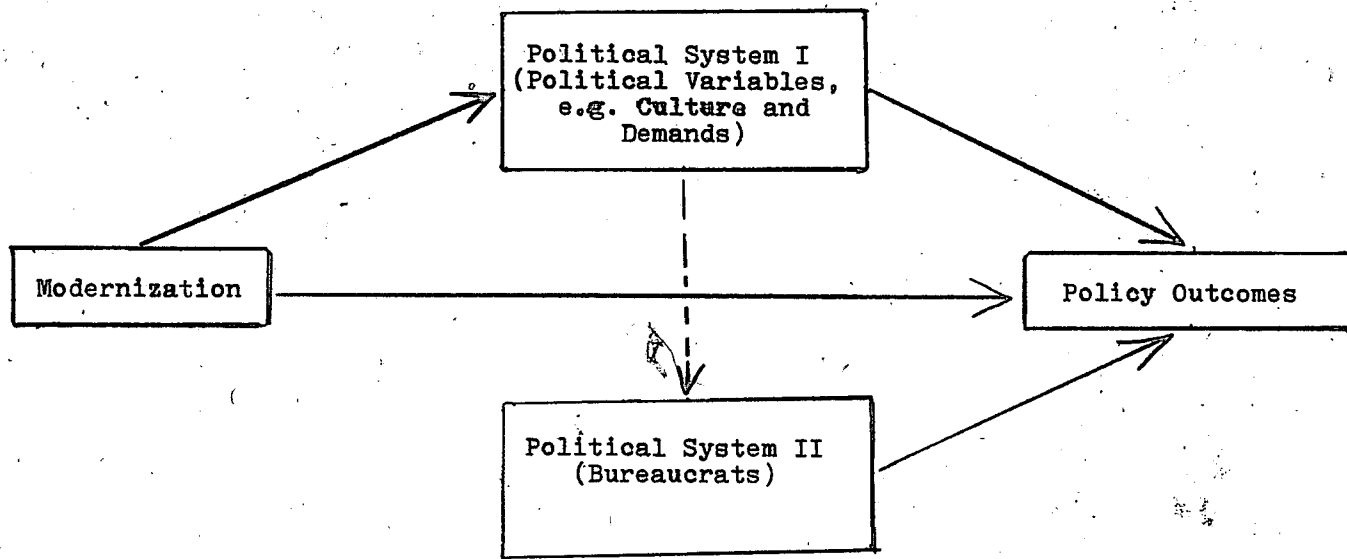 Political System I
(Political Variables,
e.g. Culture and
Demands)
Modernization
Policy Outcomes
Political System II
(Bureaucrats)